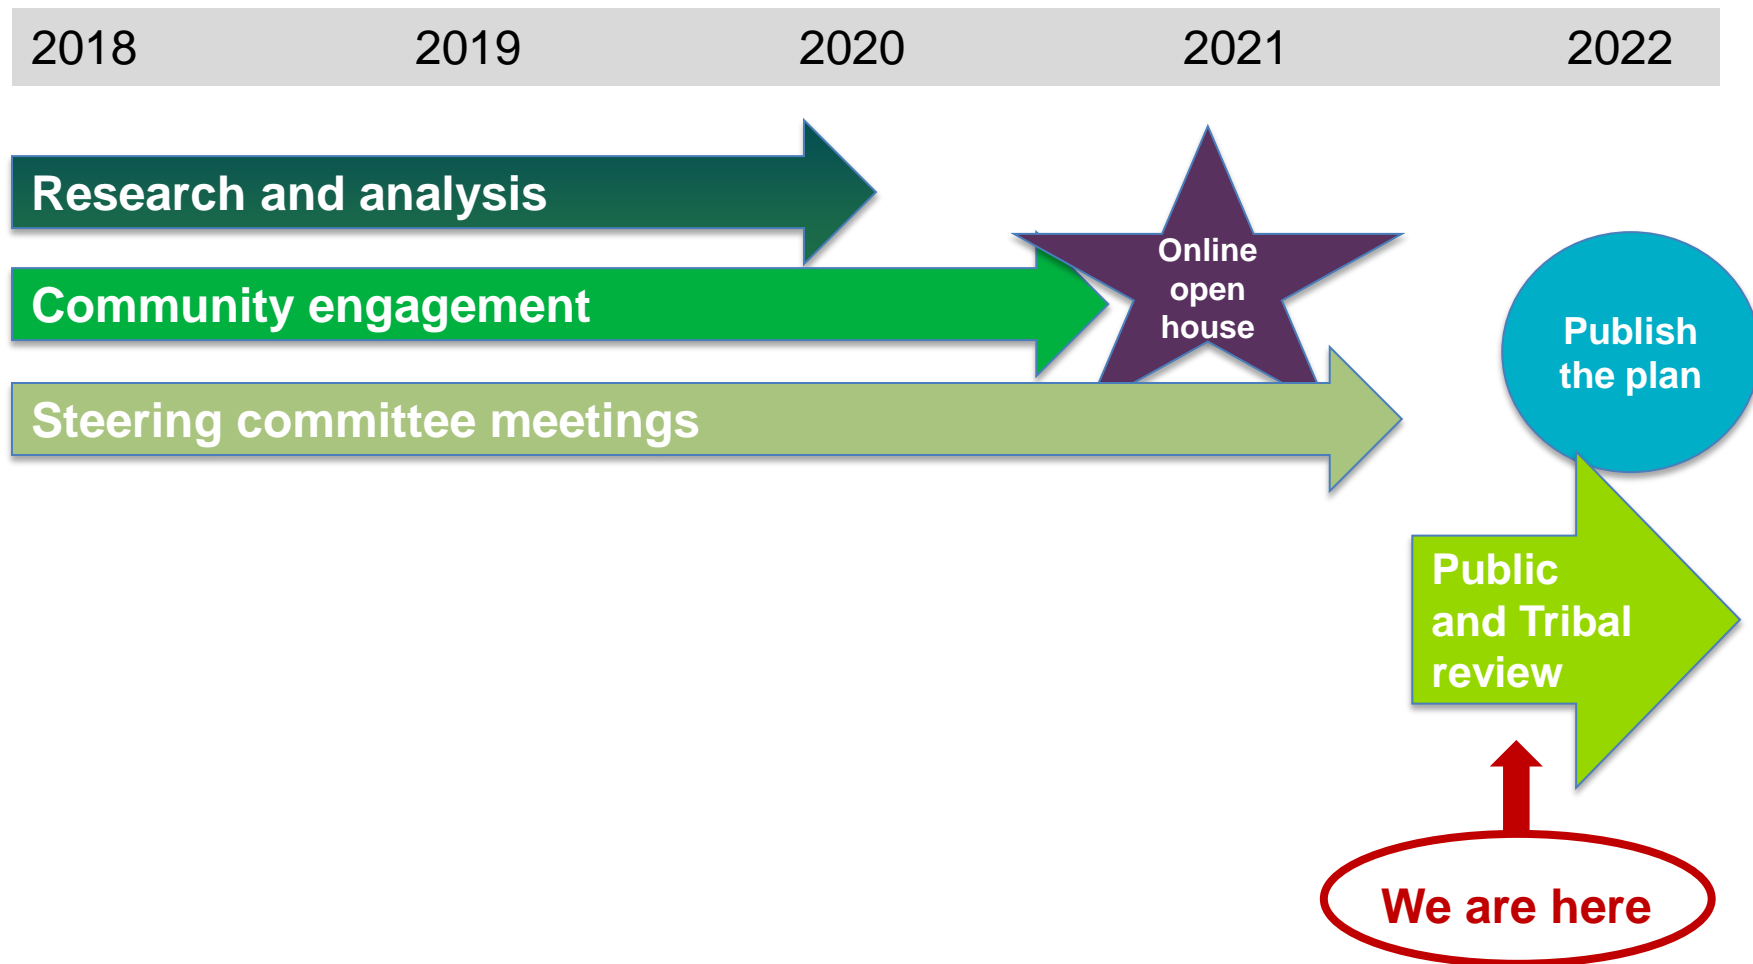 2018 2019 2020 2021 2022
Research and analysis
Community engagement
Steering committee meetings
Online
open
house
Publish
the plan
Public
and Tribal
review
We are here